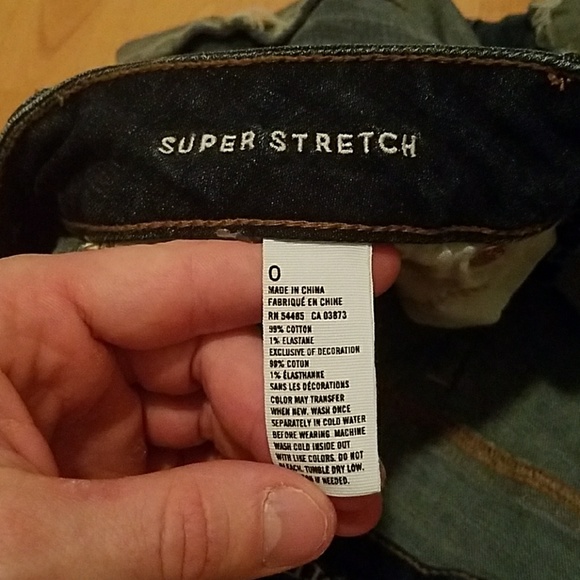 SUPER STRETCH
0
MADE IN CHINA
FABRIQUÉ EN CHINE
RN 54485 CA 03873
99% COTTON
1% ELASTANE
EXCLUSIVE OF DECORATION
99% COTON
1% ÉLASTHANNE
SANS LES DÉCORATIONS
COLOR MAY TRANSFER
WHEN NEW. WASH ONCE
SEPARATELY IN COLD WATER
BEFORE WEARING. MACHINE
WASH COLD INSIDE OUT
WITH LIKE COLORS. DO NOT
BLEACH. TUMBLE DRY LOW.
IF NEEDED.